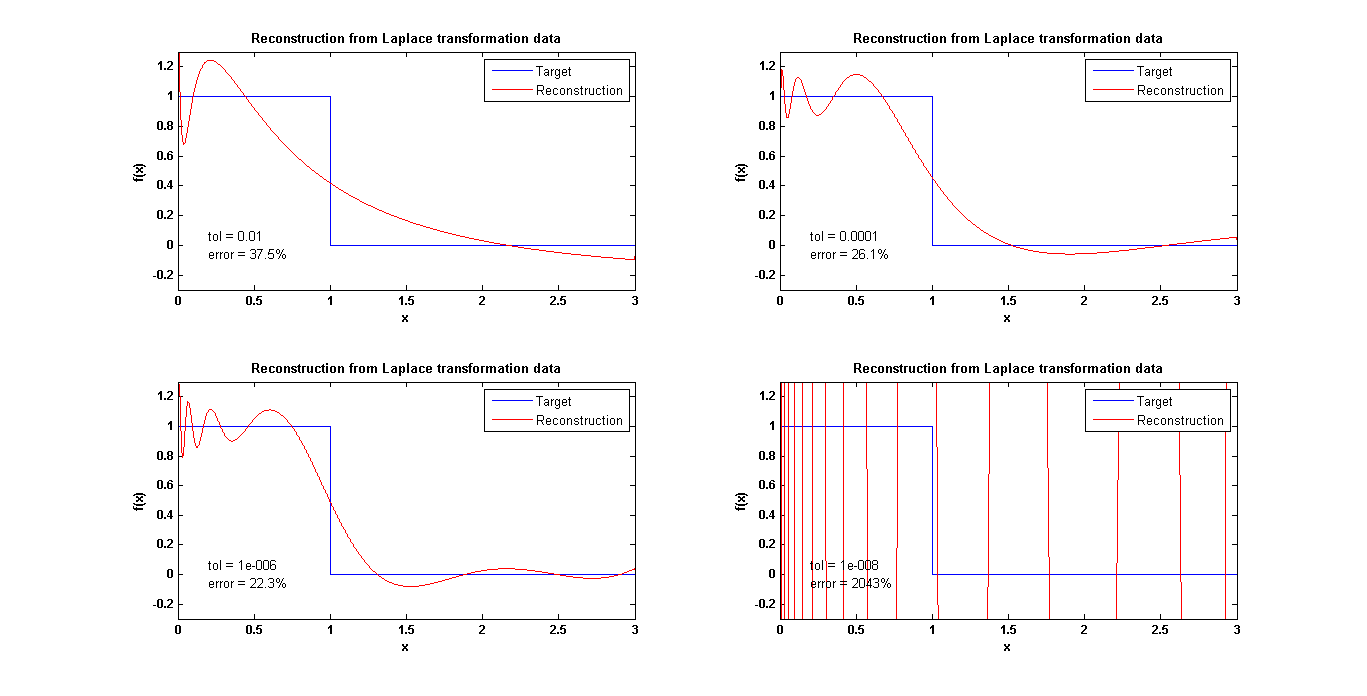 Reconstruction from Laplace transformation data
1.2
1
0.8
0.6
0.4
0.2
0
-0.2
f(x)
Target
Reconstruction
tol = 0.01
error = 37.5%
0 0.5 1 1.5 2 2.5 3
x
Reconstruction from Laplace transformation data
1.2
1
0.8
0.6
0.4
0.2
0
-0.2
f(x)
Target
Reconstruction
tol = 0.0001
error = 26.1%
0 0.5 1 1.5 2 2.5 3
x
Reconstruction from Laplace transformation data
1.2
1
0.8
0.6
0.4
0.2
0
-0.2
f(x)
Target
Reconstruction
tol = 1e-006
error = 22.3%
0 0.5 1 1.5 2 2.5 3
x
Reconstruction from Laplace transformation data
1.2
1
0.8
0.6
0.4
0.2
0
-0.2
f(x)
Target
Reconstruction
tol = 1e-008
error = 2043%
0 0.5 1 1.5 2 2.5 3
x